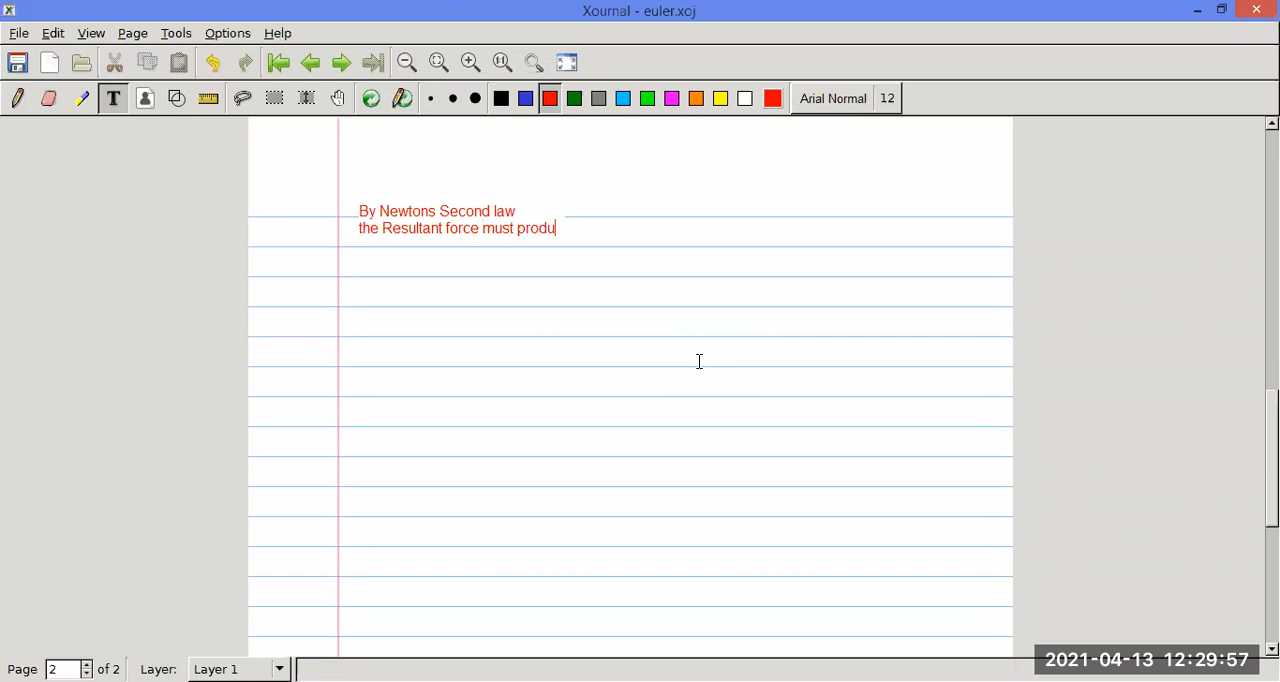 Xournal - euler.xoj
File Edit View Page Tools Options Help
T Arial Normal 12
By Newtons Second law
the Resultant force must produ
Page 2 of 2 Layer: Layer 1
2021-04-13 12:29:57